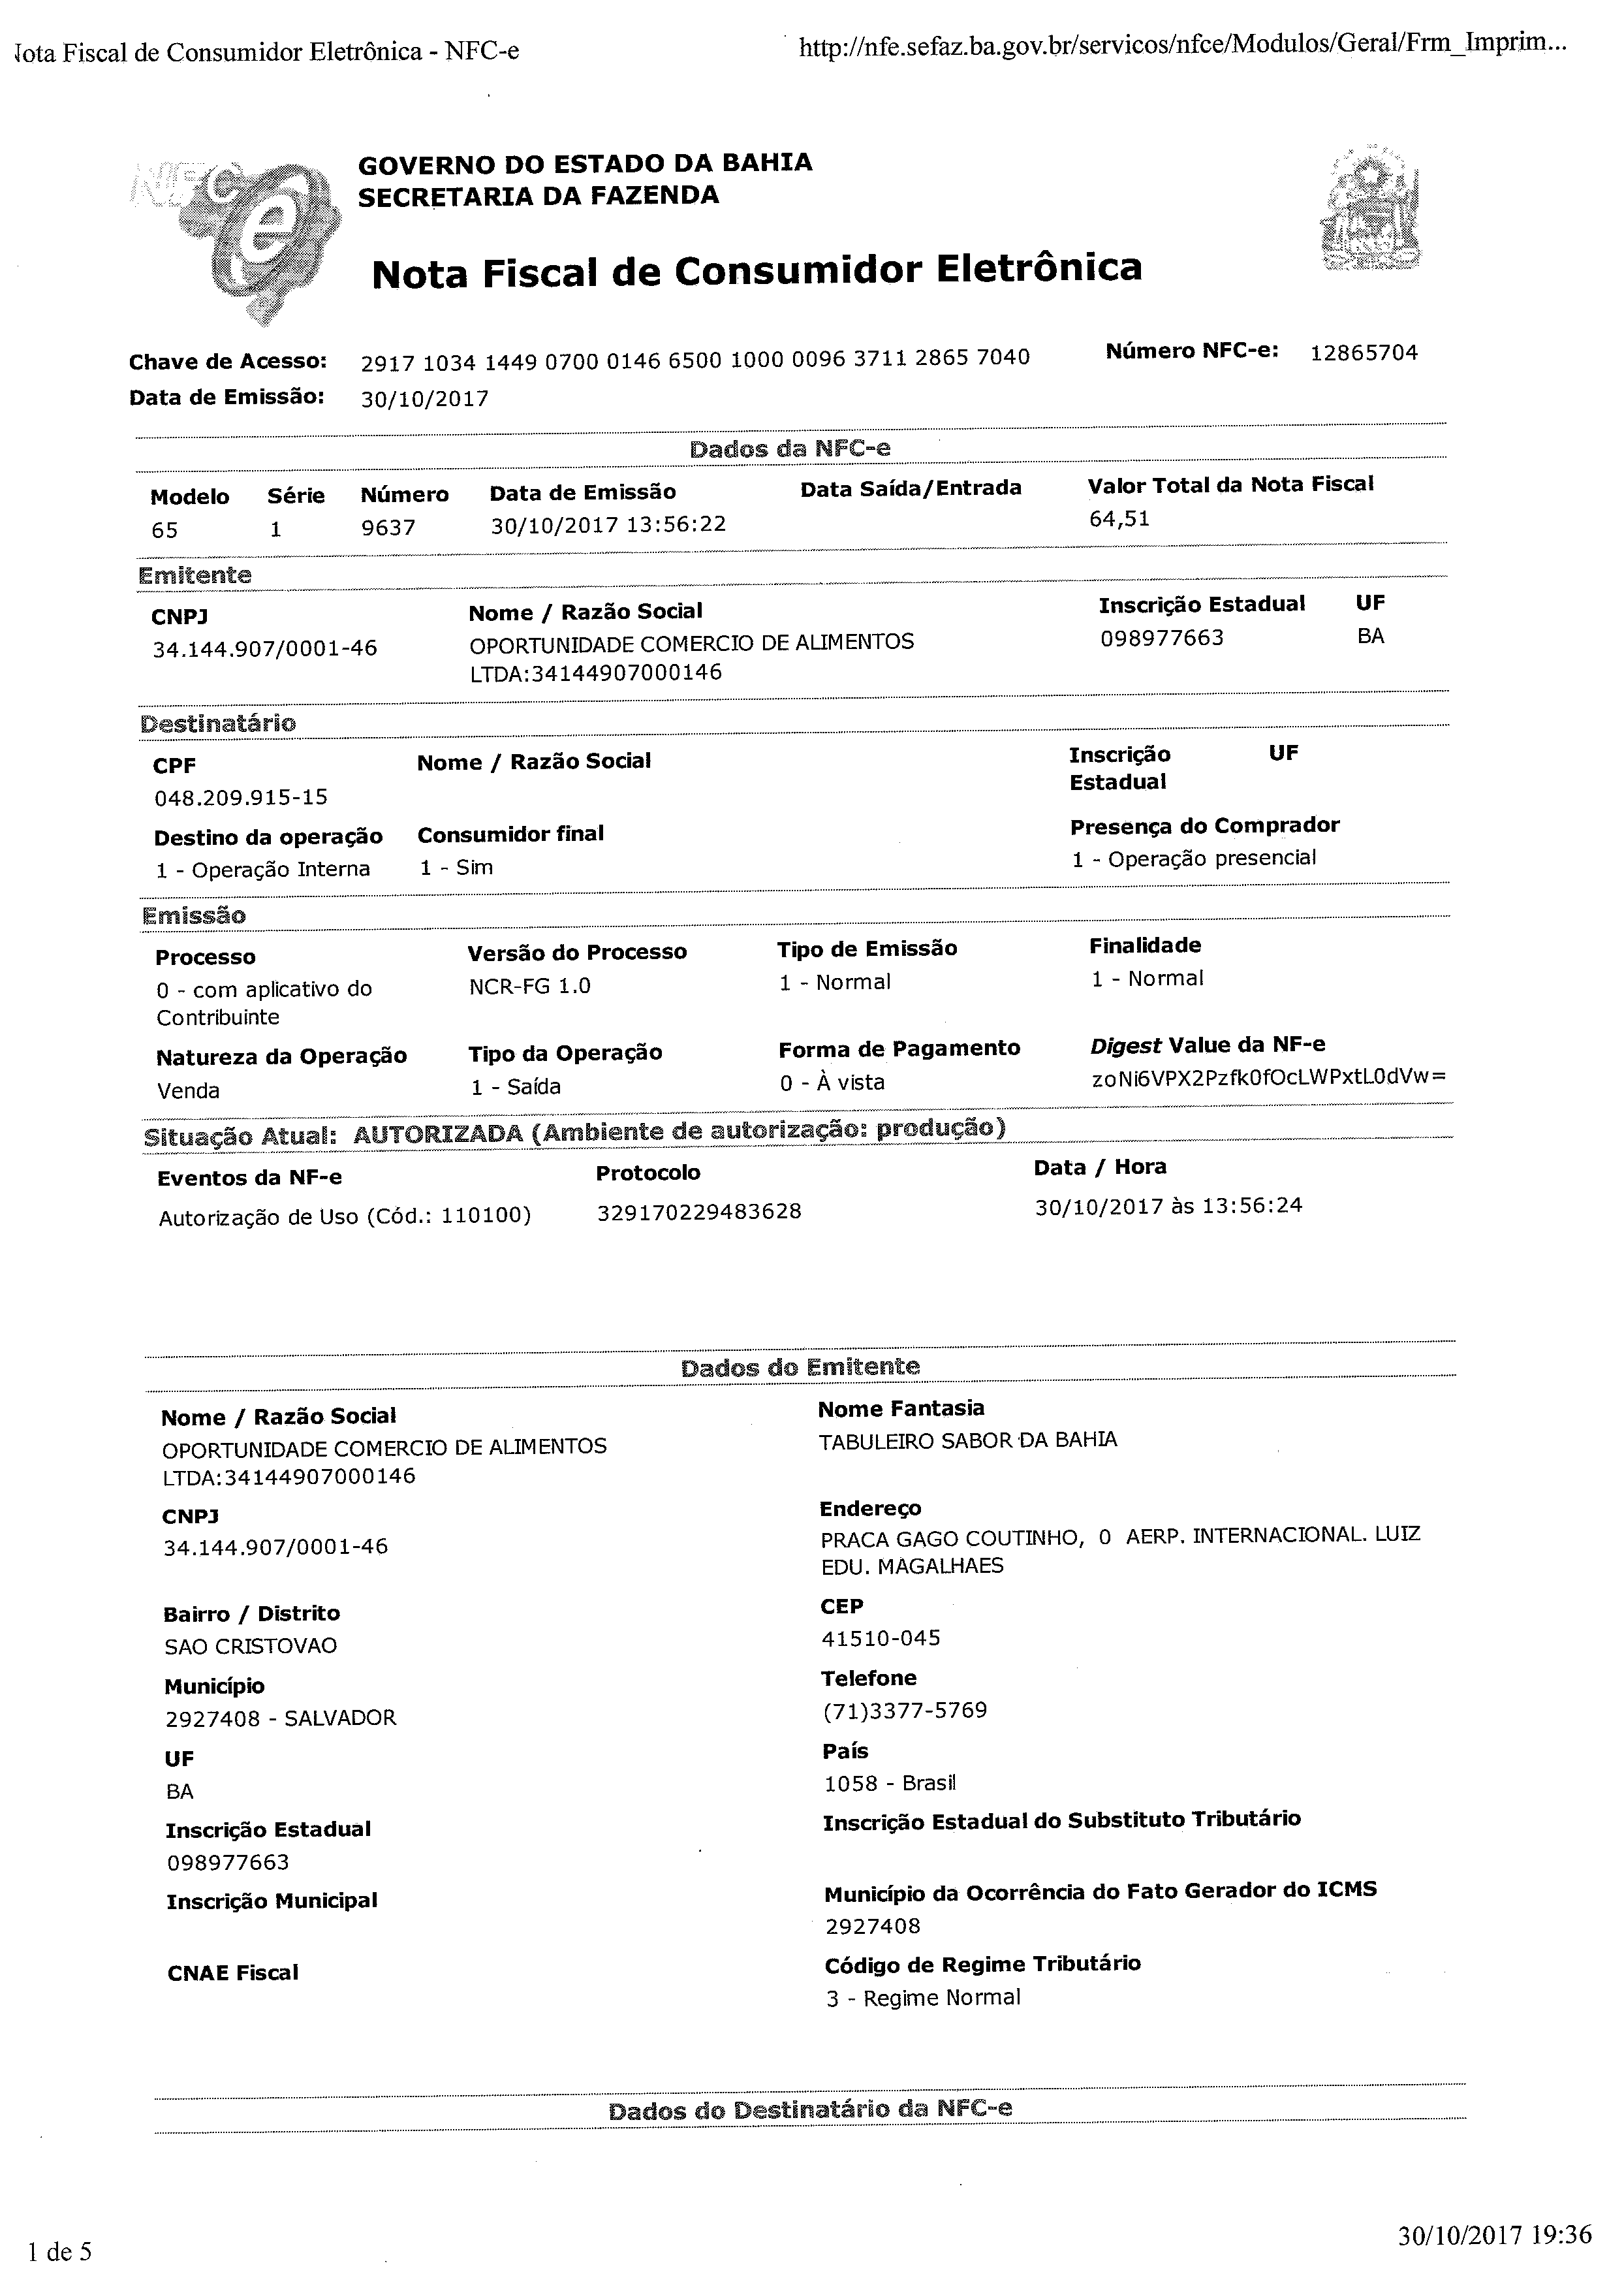 Nota Fiscal de Consumidor Eletrônica - NFC-e
http://nfe.sefaz.ba.gov.br/servicos/nfce/Modulos/Geral/Frm_Imprim...
NFC e
GOVERNO DO ESTADO DA BAHIA
SECRETARIA DA FAZENDA
Nota Fiscal de Consumidor Eletrônica
Chave de Acesso: 2917 1034 1449 0700 0146 6500 1000 0096 3711 2865 7040 Número NFC-e: 12865704
Data de Emissão: 30/10/2017
Dados da NFC-e
Modelo Série Número Data de Emissão Data Saída/Entrada Valor Total da Nota Fiscal
65 1 9637 30/10/2017 13:56:22 64,51
Emitente
CNPJ Nome / Razão Social Inscrição Estadual UF
34.144.907/0001-46 OPORTUNIDADE COMERCIO DE ALIMENTOS 098977663 BA
LTDA:34144907000146
Destinatário
CPF Nome / Razão Social Inscrição UF
Estadual
048.209.915-15
Destino da operação Consumidor final Presença do Comprador
1 - Operação Interna 1 - Sim 1 - Operação presencial
Emissão
Processo Versão do Processo Tipo de Emissão Finalidade
0 - com aplicativo do NCR-FG 1.0 1 - Normal 1 - Normal
Contribuinte
Natureza da Operação Tipo da Operação Forma de Pagamento Digest Value da NF-e
Venda 1 - Saída 0 - À vista zoNi6VPX2Pzfk0fOcLWPxtL0dVw=
Situação Atual: AUTORIZADA (Ambiente de autorização: produção)
Eventos da NF-e Protocolo Data / Hora
Autorização de Uso (Cód.: 110100) 329170229483628 30/10/2017 às 13:56:24
Dados do Emitente
Nome / Razão Social Nome Fantasia
OPORTUNIDADE COMERCIO DE ALIMENTOS TABULEIRO SABOR DA BAHIA
LTDA:34144907000146
CNPJ Endereço
34.144.907/0001-46 PRACA GAGO COUTINHO, 0 AERP. INTERNACIONAL. LUIZ
EDU. MAGALHAES
Bairro / Distrito CEP
SAO CRISTOVAO 41510-045
Município Telefone
2927408 - SALVADOR (71)3377-5769
UF País
BA 1058 - Brasil
Inscrição Estadual Inscrição Estadual do Substituto Tributário
098977663
Inscrição Municipal Município da Ocorrência do Fato Gerador do ICMS
2927408
CNAE Fiscal Código de Regime Tributário
3 - Regime Normal
Dados do Destinatário da NFC-e
1 de 5 30/10/2017 19:36